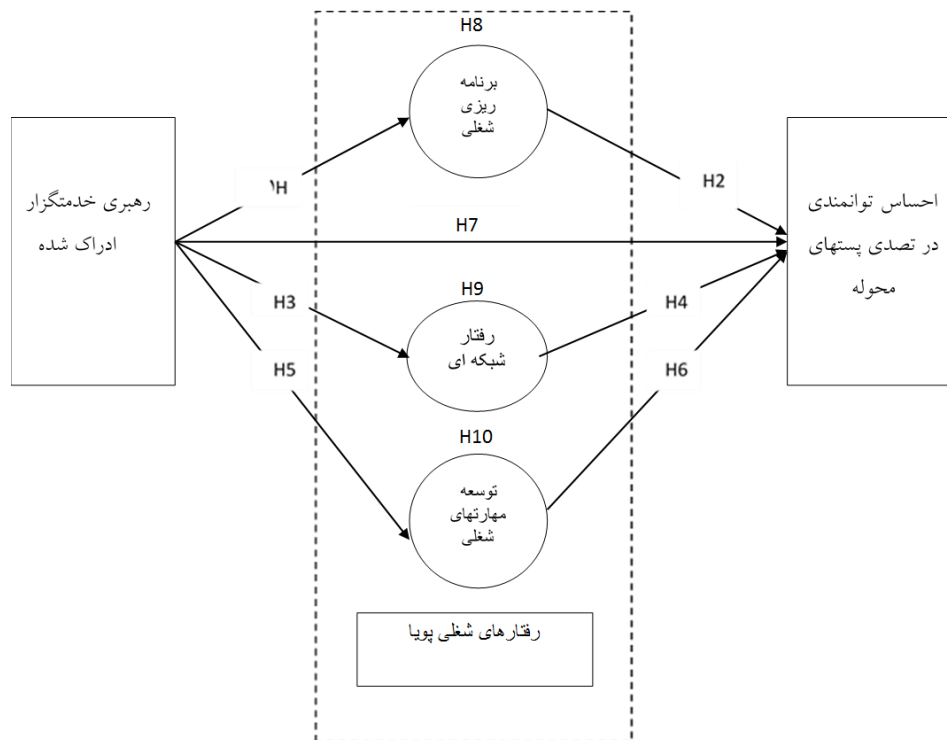 H8
برنامه
ریزی
شغلی
رهبری خدمتگزار
ادراک شده
احساس توانمندی
در تصدی پستهای
محوله
۱H
H2
H7
H3
H9
H4
رفتار
شبکه ای
H5
H6
H10
توسعه
مهارتهای
شغلی
رفتارهای شغلی پویا